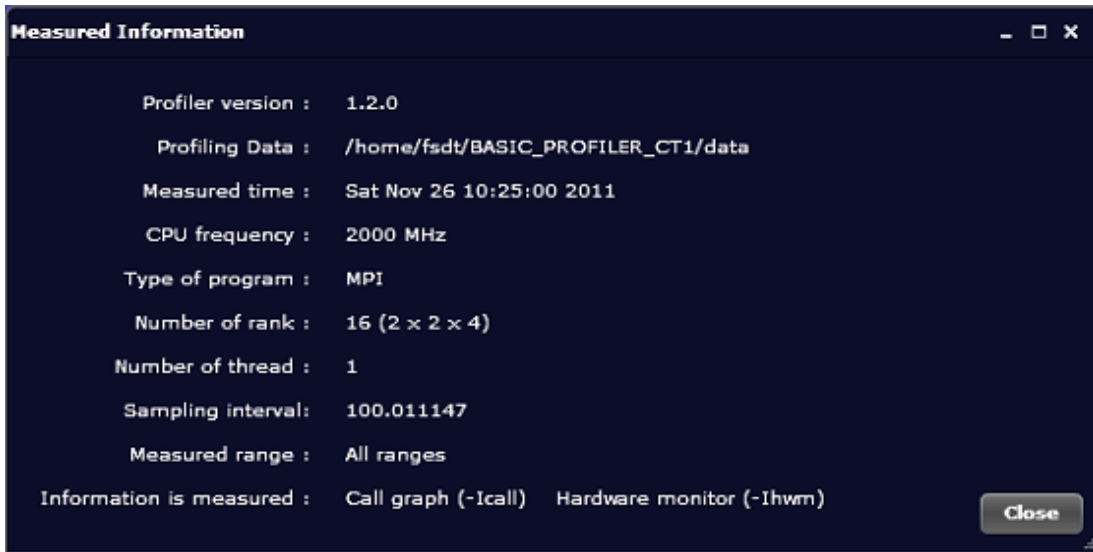 Measured Information
Profiler version : 1.2.0
Profiling Data : /home/fsdt/BASIC_PROFILER_CT1/data
Measured time : Sat Nov 26 10:25:00 2011
CPU frequency : 2000 MHz
Type of program : MPI
Number of rank : 16 (2 x 2 x 4)
Number of thread : 1
Sampling interval: 100.011147
Measured range : All ranges
Information is measured : Call graph (-Icall) Hardware monitor (-Ihwm)
Close